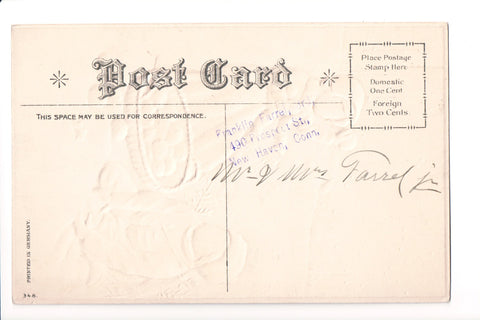 Post Card
Place Postage
Stamp Here
Domestic
One Cent
Foreign
Two Cents
THIS SPACE MAY BE USED FOR CORRESPONDENCE.
Franklin Farrel, Jr.,
490 Prospect St.,
New Haven, Conn.
Mr & Mrs Farrel jr
PRINTED IN GERMANY.
348.